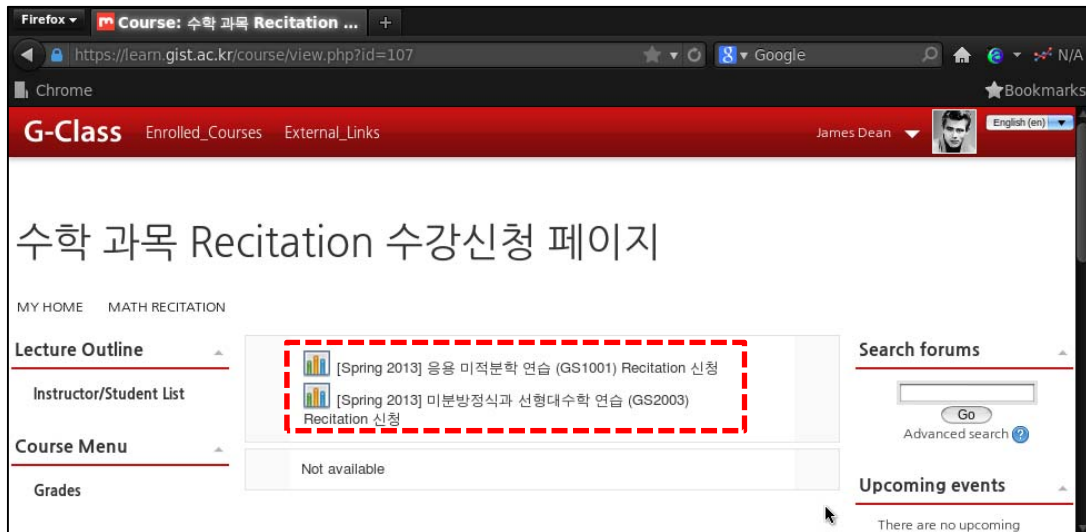 Firefox
Course: 수학 과목 Recitation ...
https://learn.gist.ac.kr/course/view.php?id=107
Google
N/A
Chrome
Bookmarks
G-Class Enrolled_Courses External_Links
James Dean
English (en)
수학 과목 Recitation 수강신청 페이지
MY HOME MATH RECITATION
Lecture Outline
Instructor/Student List
Course Menu
Grades
[Spring 2013] 응용 미적분학 연습 (GS1001) Recitation 신청
[Spring 2013] 미분방정식과 선형대수학 연습 (GS2003)
Recitation 신청
Not available
Search forums
Go
Advanced search
Upcoming events
There are no upcoming